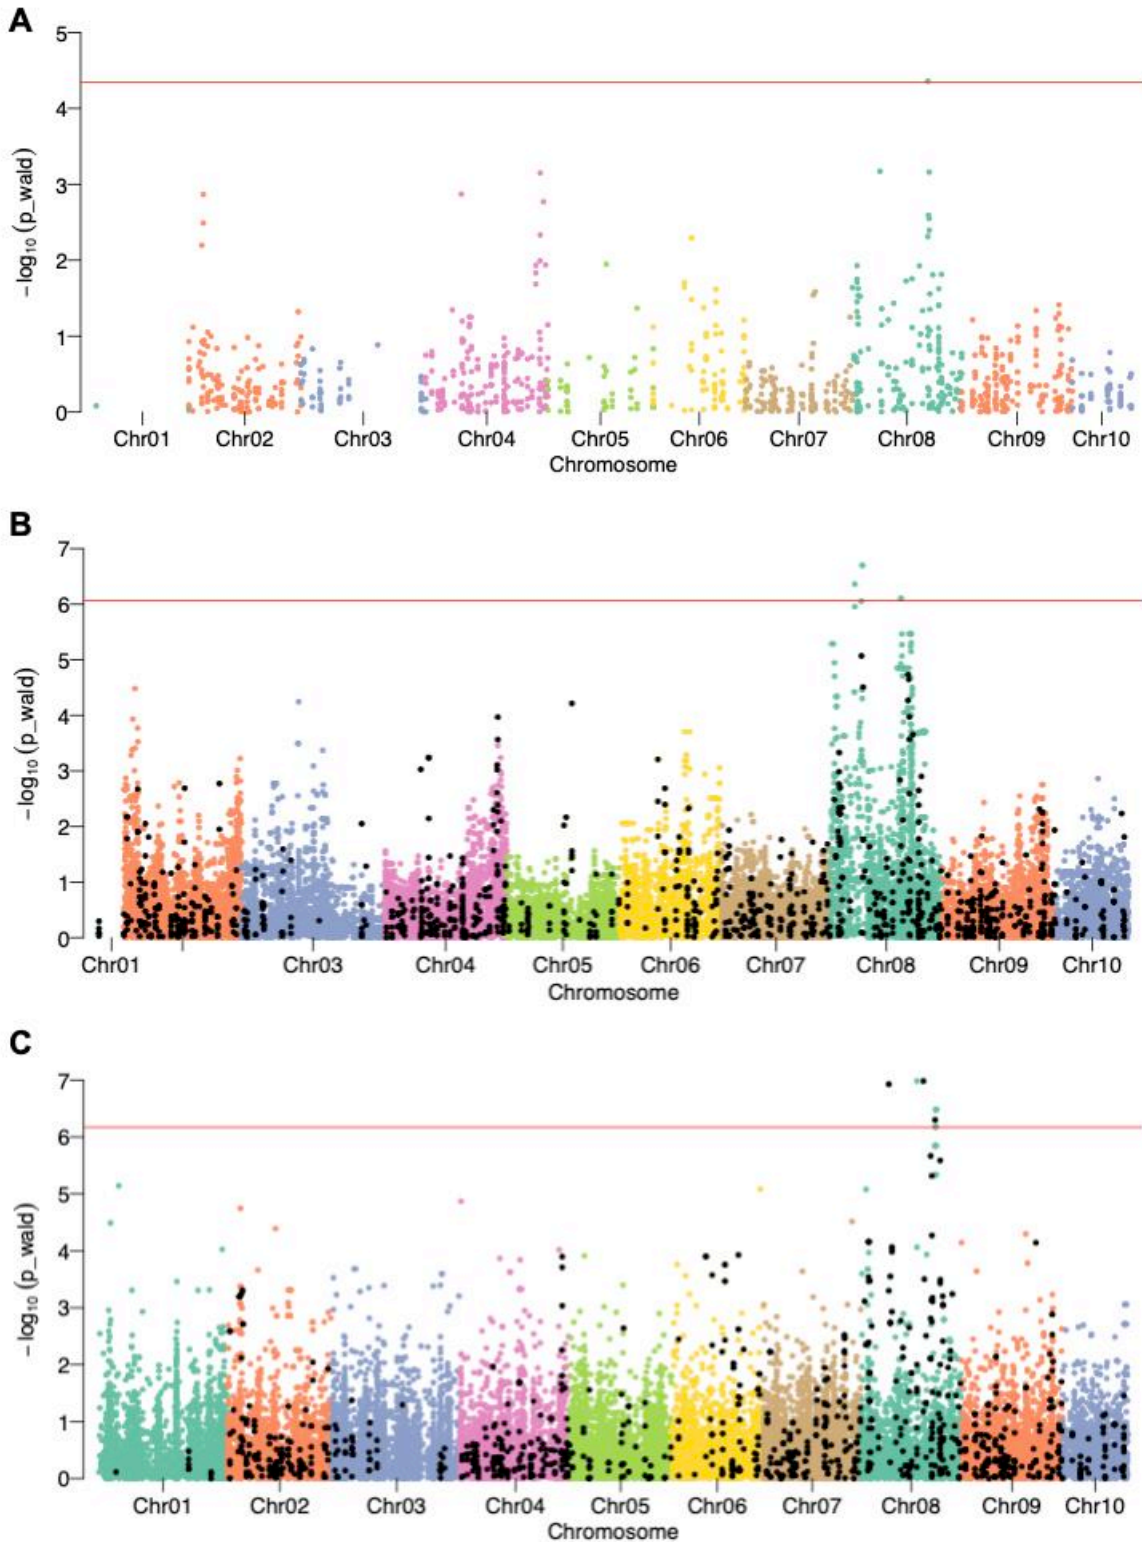 A
5
4
3
2
1
0
−log₁₀ (p_wald)
Chr01 Chr02 Chr03 Chr04 Chr05 Chr06 Chr07 Chr08 Chr09 Chr10
Chromosome
B
7
6
5
4
3
2
1
0
−log₁₀ (p_wald)
Chr01 Chr03 Chr04 Chr05 Chr06 Chr07 Chr08 Chr09 Chr10
Chromosome
C
7
6
5
4
3
2
1
0
−log₁₀ (p_wald)
Chr01 Chr02 Chr03 Chr04 Chr05 Chr06 Chr07 Chr08 Chr09 Chr10
Chromosome